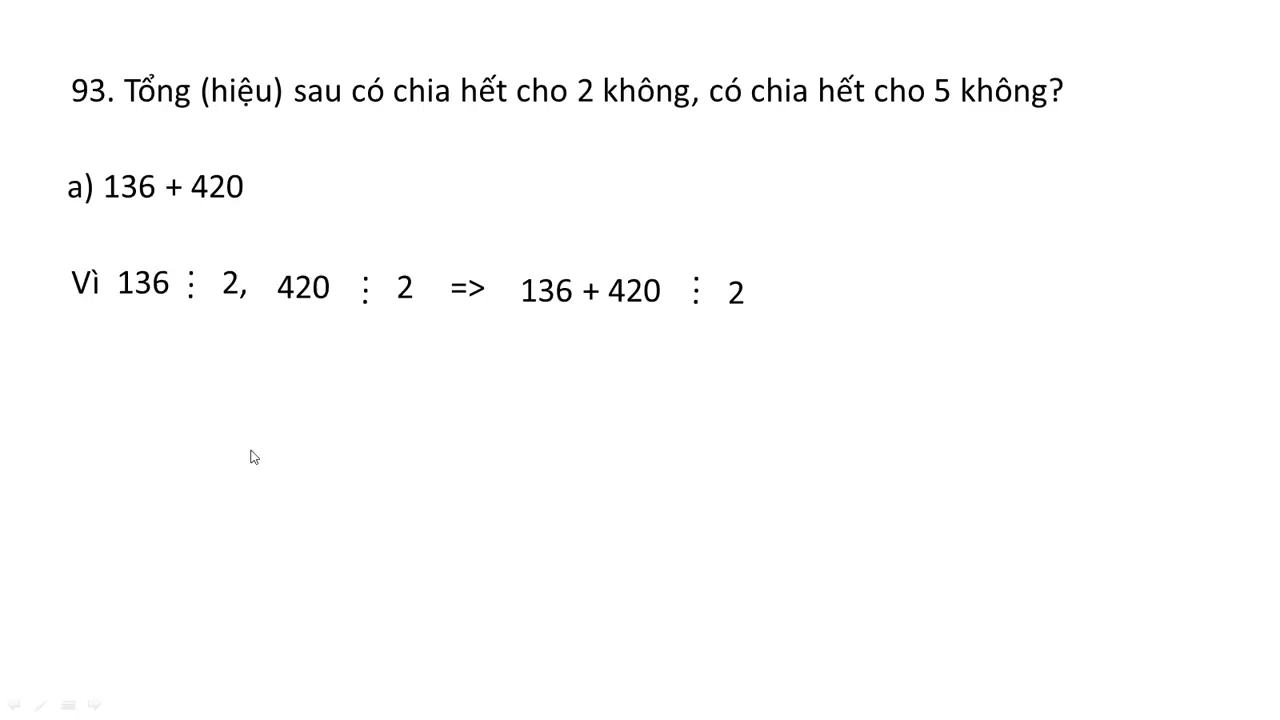 93. Tổng (hiệu) sau có chia hết cho 2 không, có chia hết cho 5 không?
a) 136 + 420
Vì 136 ⋮ 2, 420 ⋮ 2 => 136 + 420 ⋮ 2